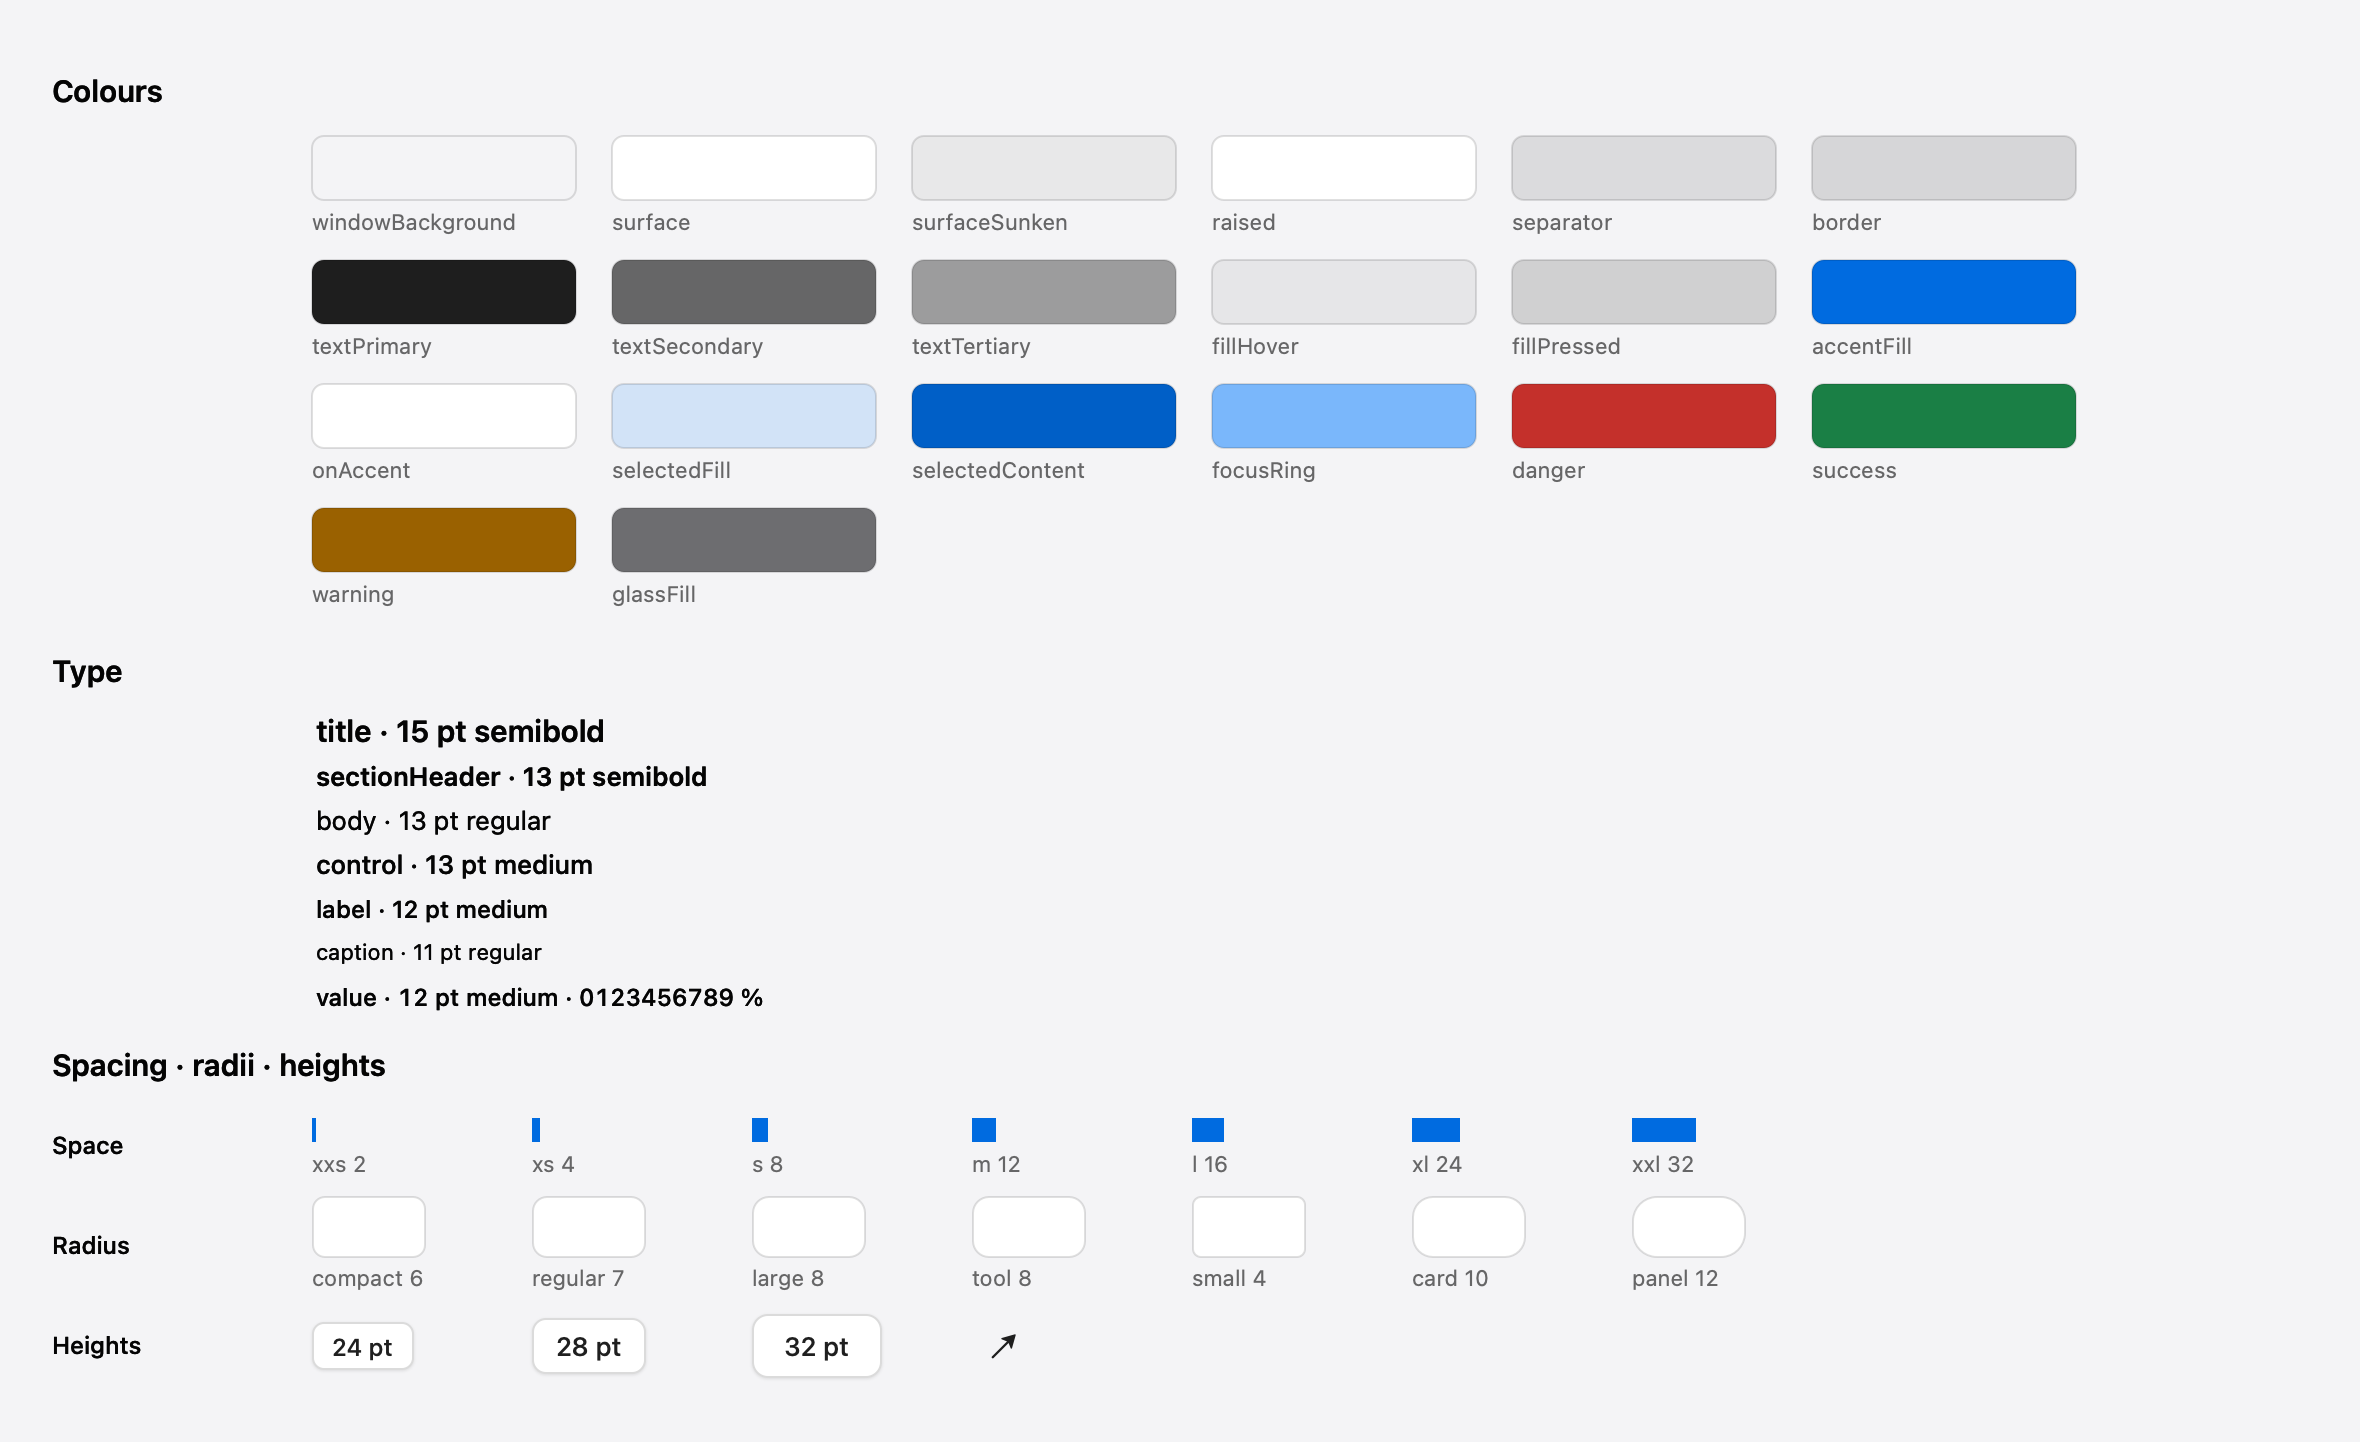 Colours
windowBackground surface surfaceSunken raised separator border
textPrimary textSecondary textTertiary fillHover fillPressed accentFill
onAccent selectedFill selectedContent focusRing danger success
warning glassFill
Type
title · 15 pt semibold
sectionHeader · 13 pt semibold
body · 13 pt regular
control · 13 pt medium
label · 12 pt medium
caption · 11 pt regular
value · 12 pt medium · 0123456789 %
Spacing · radii · heights
Space
xxs 2 xs 4 s 8 m 12 l 16 xl 24 xxl 32
Radius
compact 6 regular 7 large 8 tool 8 small 4 card 10 panel 12
Heights 24 pt 28 pt 32 pt